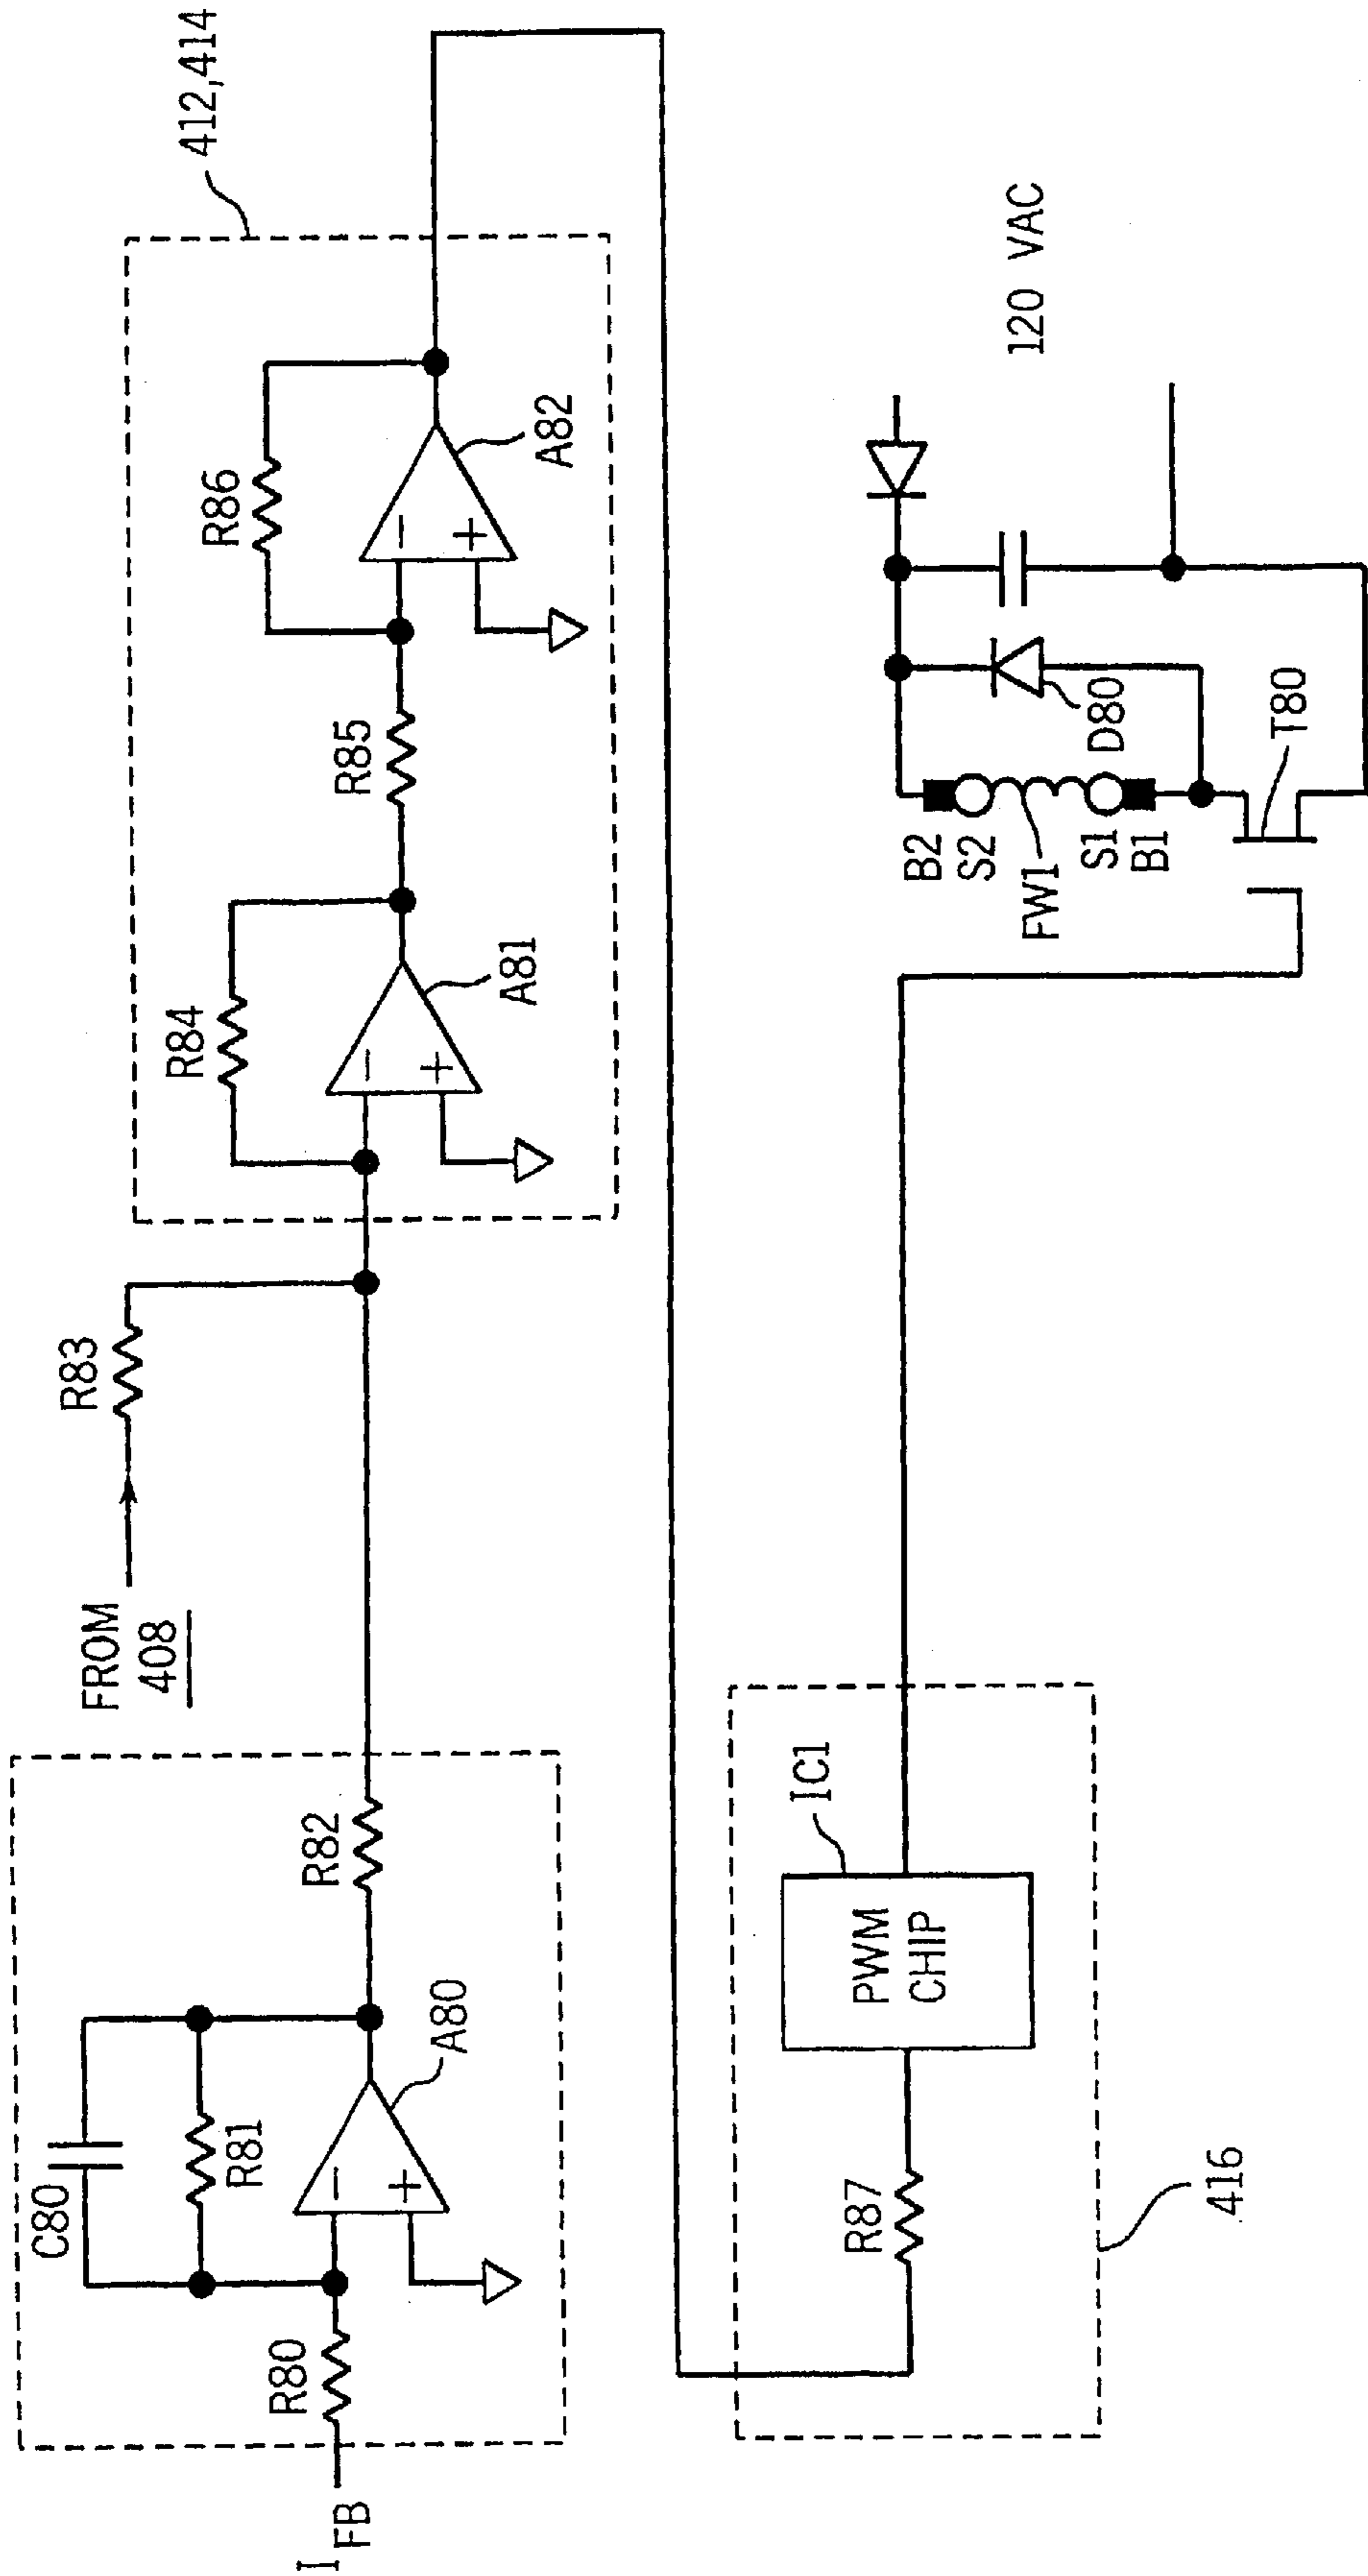 412,414
R86
A82
R85
R84
A81
R83
FROM
408
R82
C80
R81
A80
R80
I FB
120 VAC
D80
T80
B2
S2
FW1
S1
B1
IC1
PWM
CHIP
R87
416
−
+
−
+
−
+